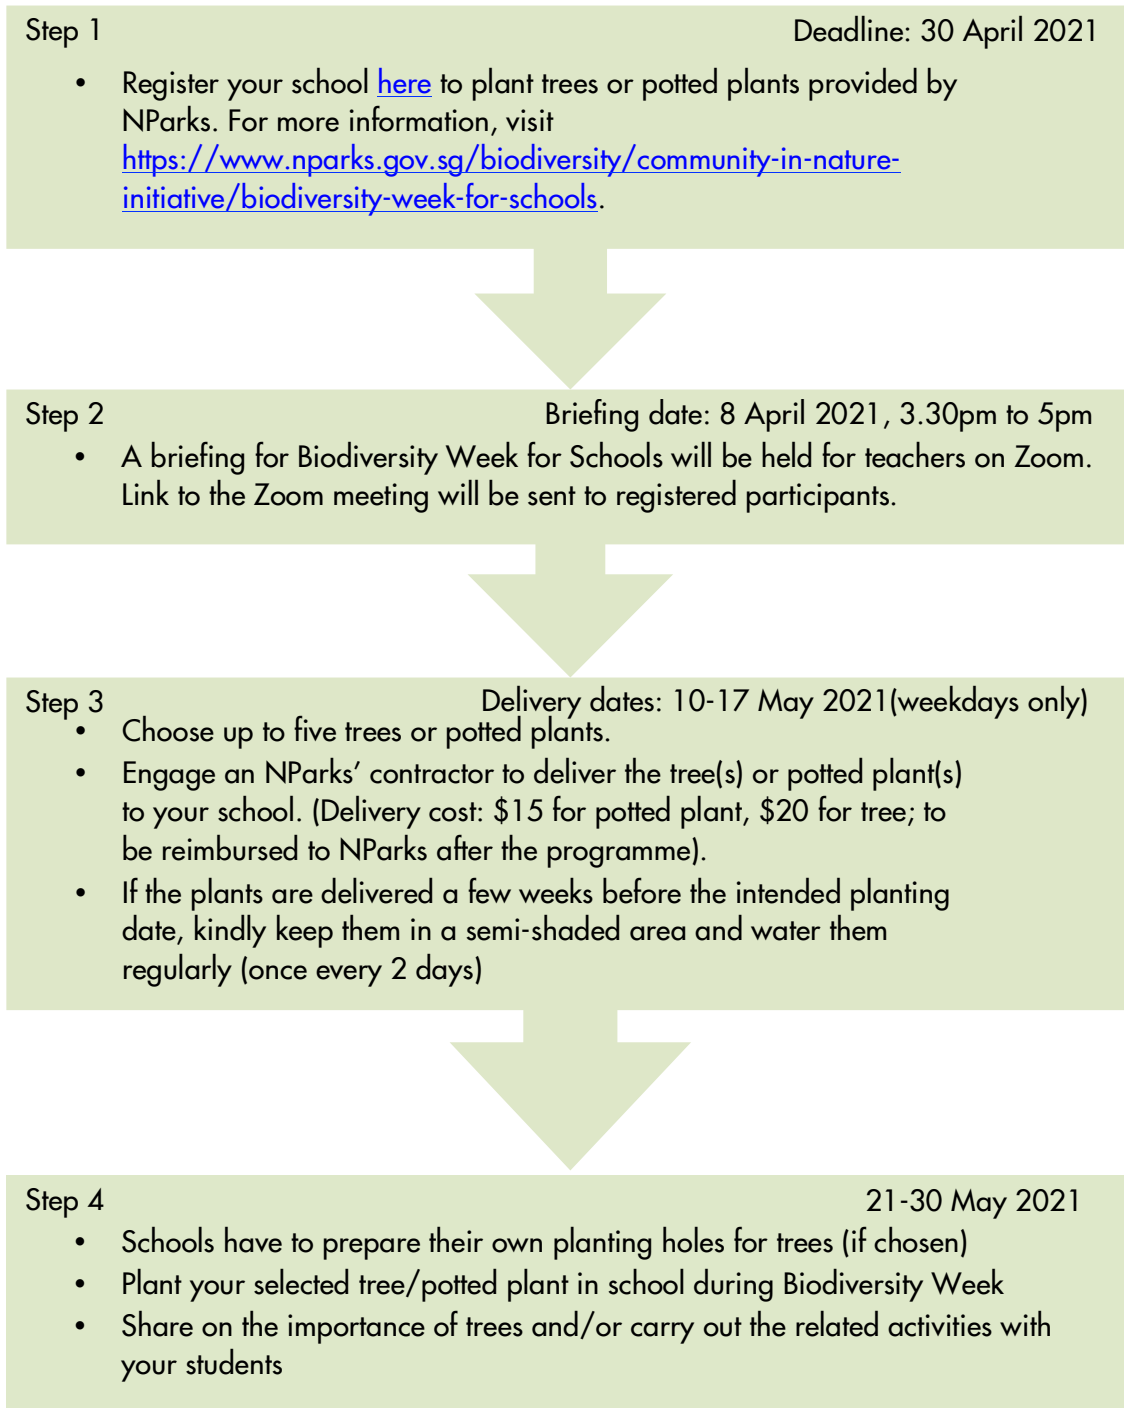 Step 1
Deadline: 30 April 2021
• Register your school here to plant trees or potted plants provided by
NParks. For more information, visit
https://www.nparks.gov.sg/biodiversity/community-in-nature-
initiative/biodiversity-week-for-schools.
Step 2
Briefing date: 8 April 2021, 3.30pm to 5pm
• A briefing for Biodiversity Week for Schools will be held for teachers on Zoom.
Link to the Zoom meeting will be sent to registered participants.
Step 3
Delivery dates: 10-17 May 2021(weekdays only)
• Choose up to five trees or potted plants.
• Engage an NParks’ contractor to deliver the tree(s) or potted plant(s)
to your school. (Delivery cost: $15 for potted plant, $20 for tree; to
be reimbursed to NParks after the programme).
• If the plants are delivered a few weeks before the intended planting
date, kindly keep them in a semi-shaded area and water them
regularly (once every 2 days)
Step 4
21-30 May 2021
• Schools have to prepare their own planting holes for trees (if chosen)
• Plant your selected tree/potted plant in school during Biodiversity Week
• Share on the importance of trees and/or carry out the related activities with
your students